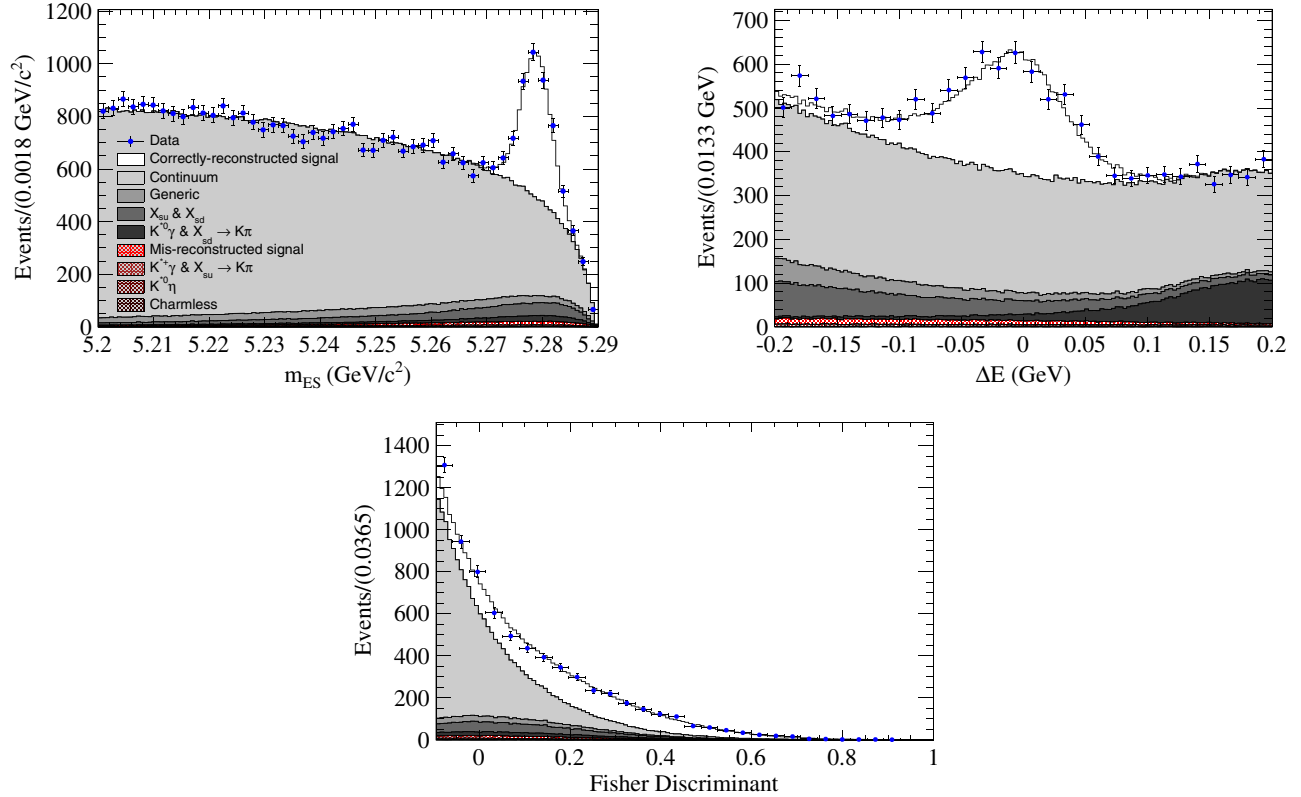 1200
1000
800
600
400
200
0
Events/(0.0018 GeV/c²)
Data
Correctly-reconstructed signal
Continuum
Generic
X_su & X_sd
K*⁰γ & X_sd → Kπ
Mis-reconstructed signal
K*⁺γ & X_su → Kπ
K*⁰η
Charmless
5.2 5.21 5.22 5.23 5.24 5.25 5.26 5.27 5.28 5.29
m_ES (GeV/c²)
700
600
500
400
300
200
100
0
Events/(0.0133 GeV)
-0.2 -0.15 -0.1 -0.05 0 0.05 0.1 0.15 0.2
ΔE (GeV)
1400
1200
1000
800
600
400
200
0
Events/(0.0365)
0 0.2 0.4 0.6 0.8 1
Fisher Discriminant